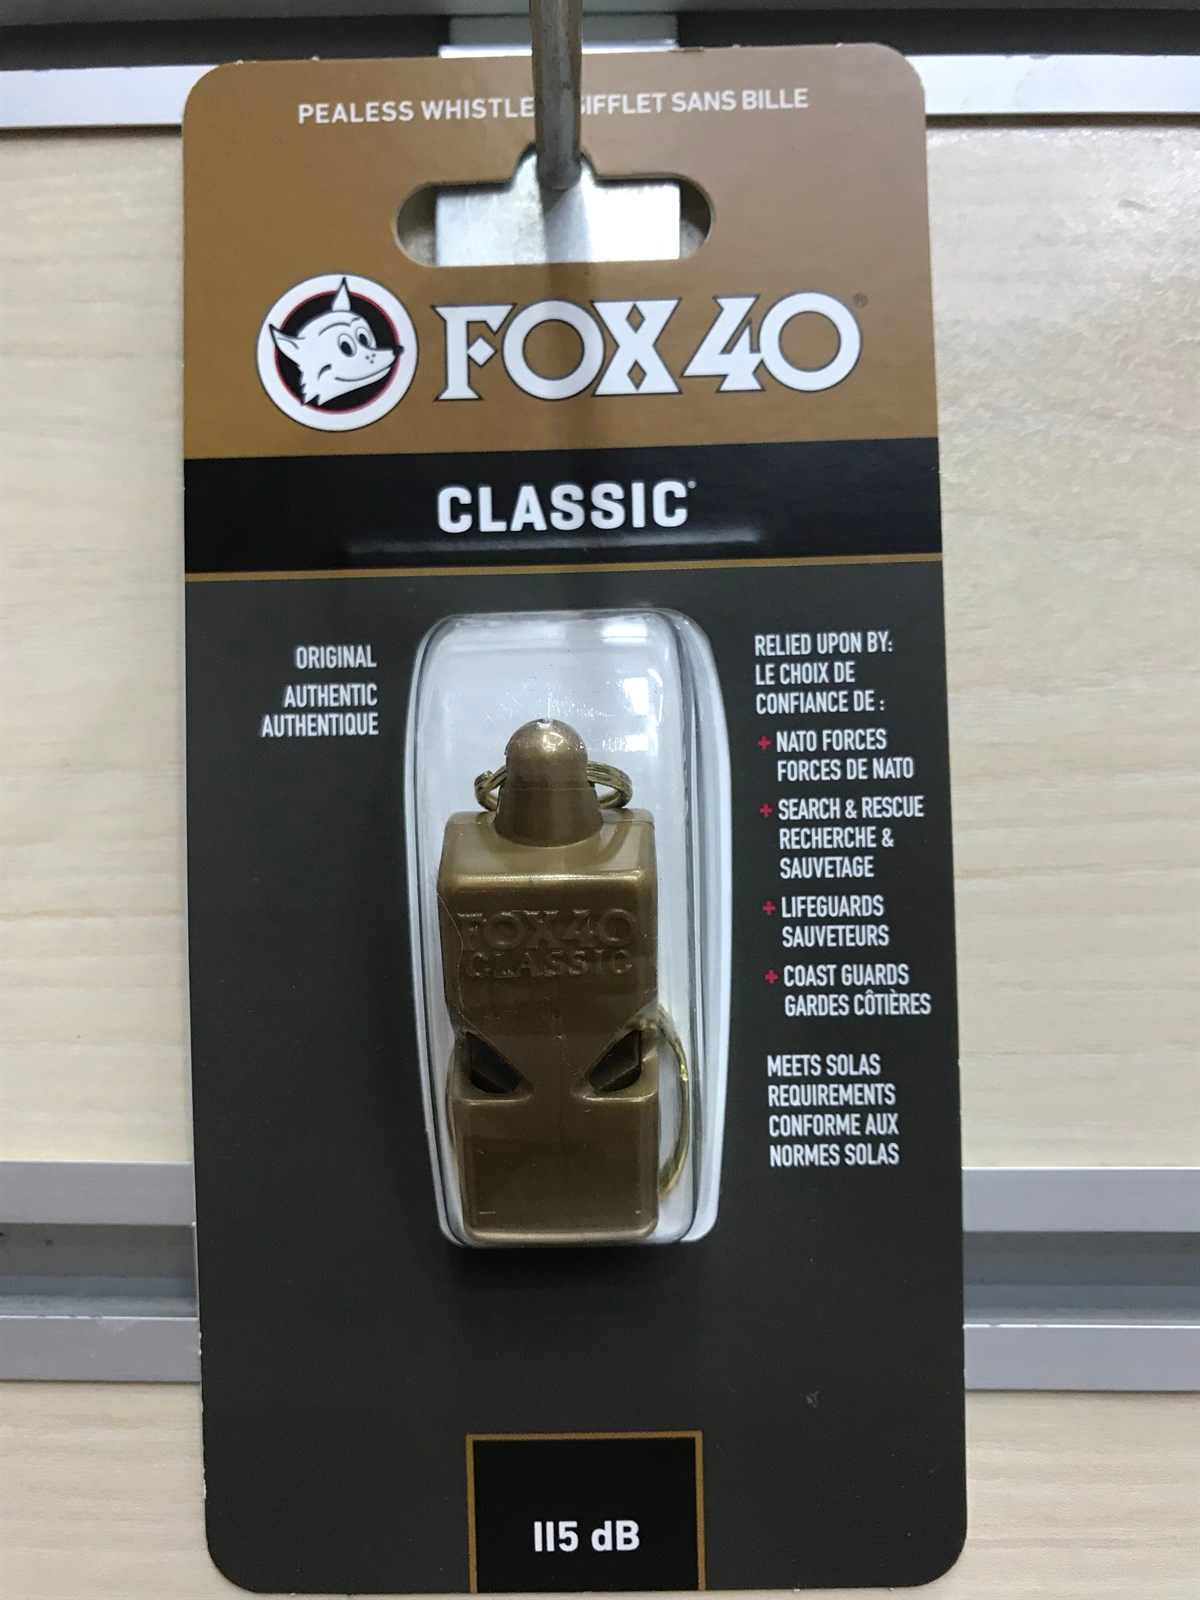 PEALESS WHISTLE SIFFLET SANS BILLE
FOX 40®
CLASSIC
ORIGINAL
AUTHENTIC
AUTHENTIQUE
RELIED UPON BY:
LE CHOIX DE
CONFIANCE DE :
+ NATO FORCES
FORCES DE NATO
+ SEARCH & RESCUE
RECHERCHE &
SAUVETAGE
+ LIFEGUARDS
SAUVETEURS
+ COAST GUARDS
GARDES CÔTIÈRES
MEETS SOLAS
REQUIREMENTS
CONFORME AUX
NORMES SOLAS
FOX40
CLASSIC
115 dB